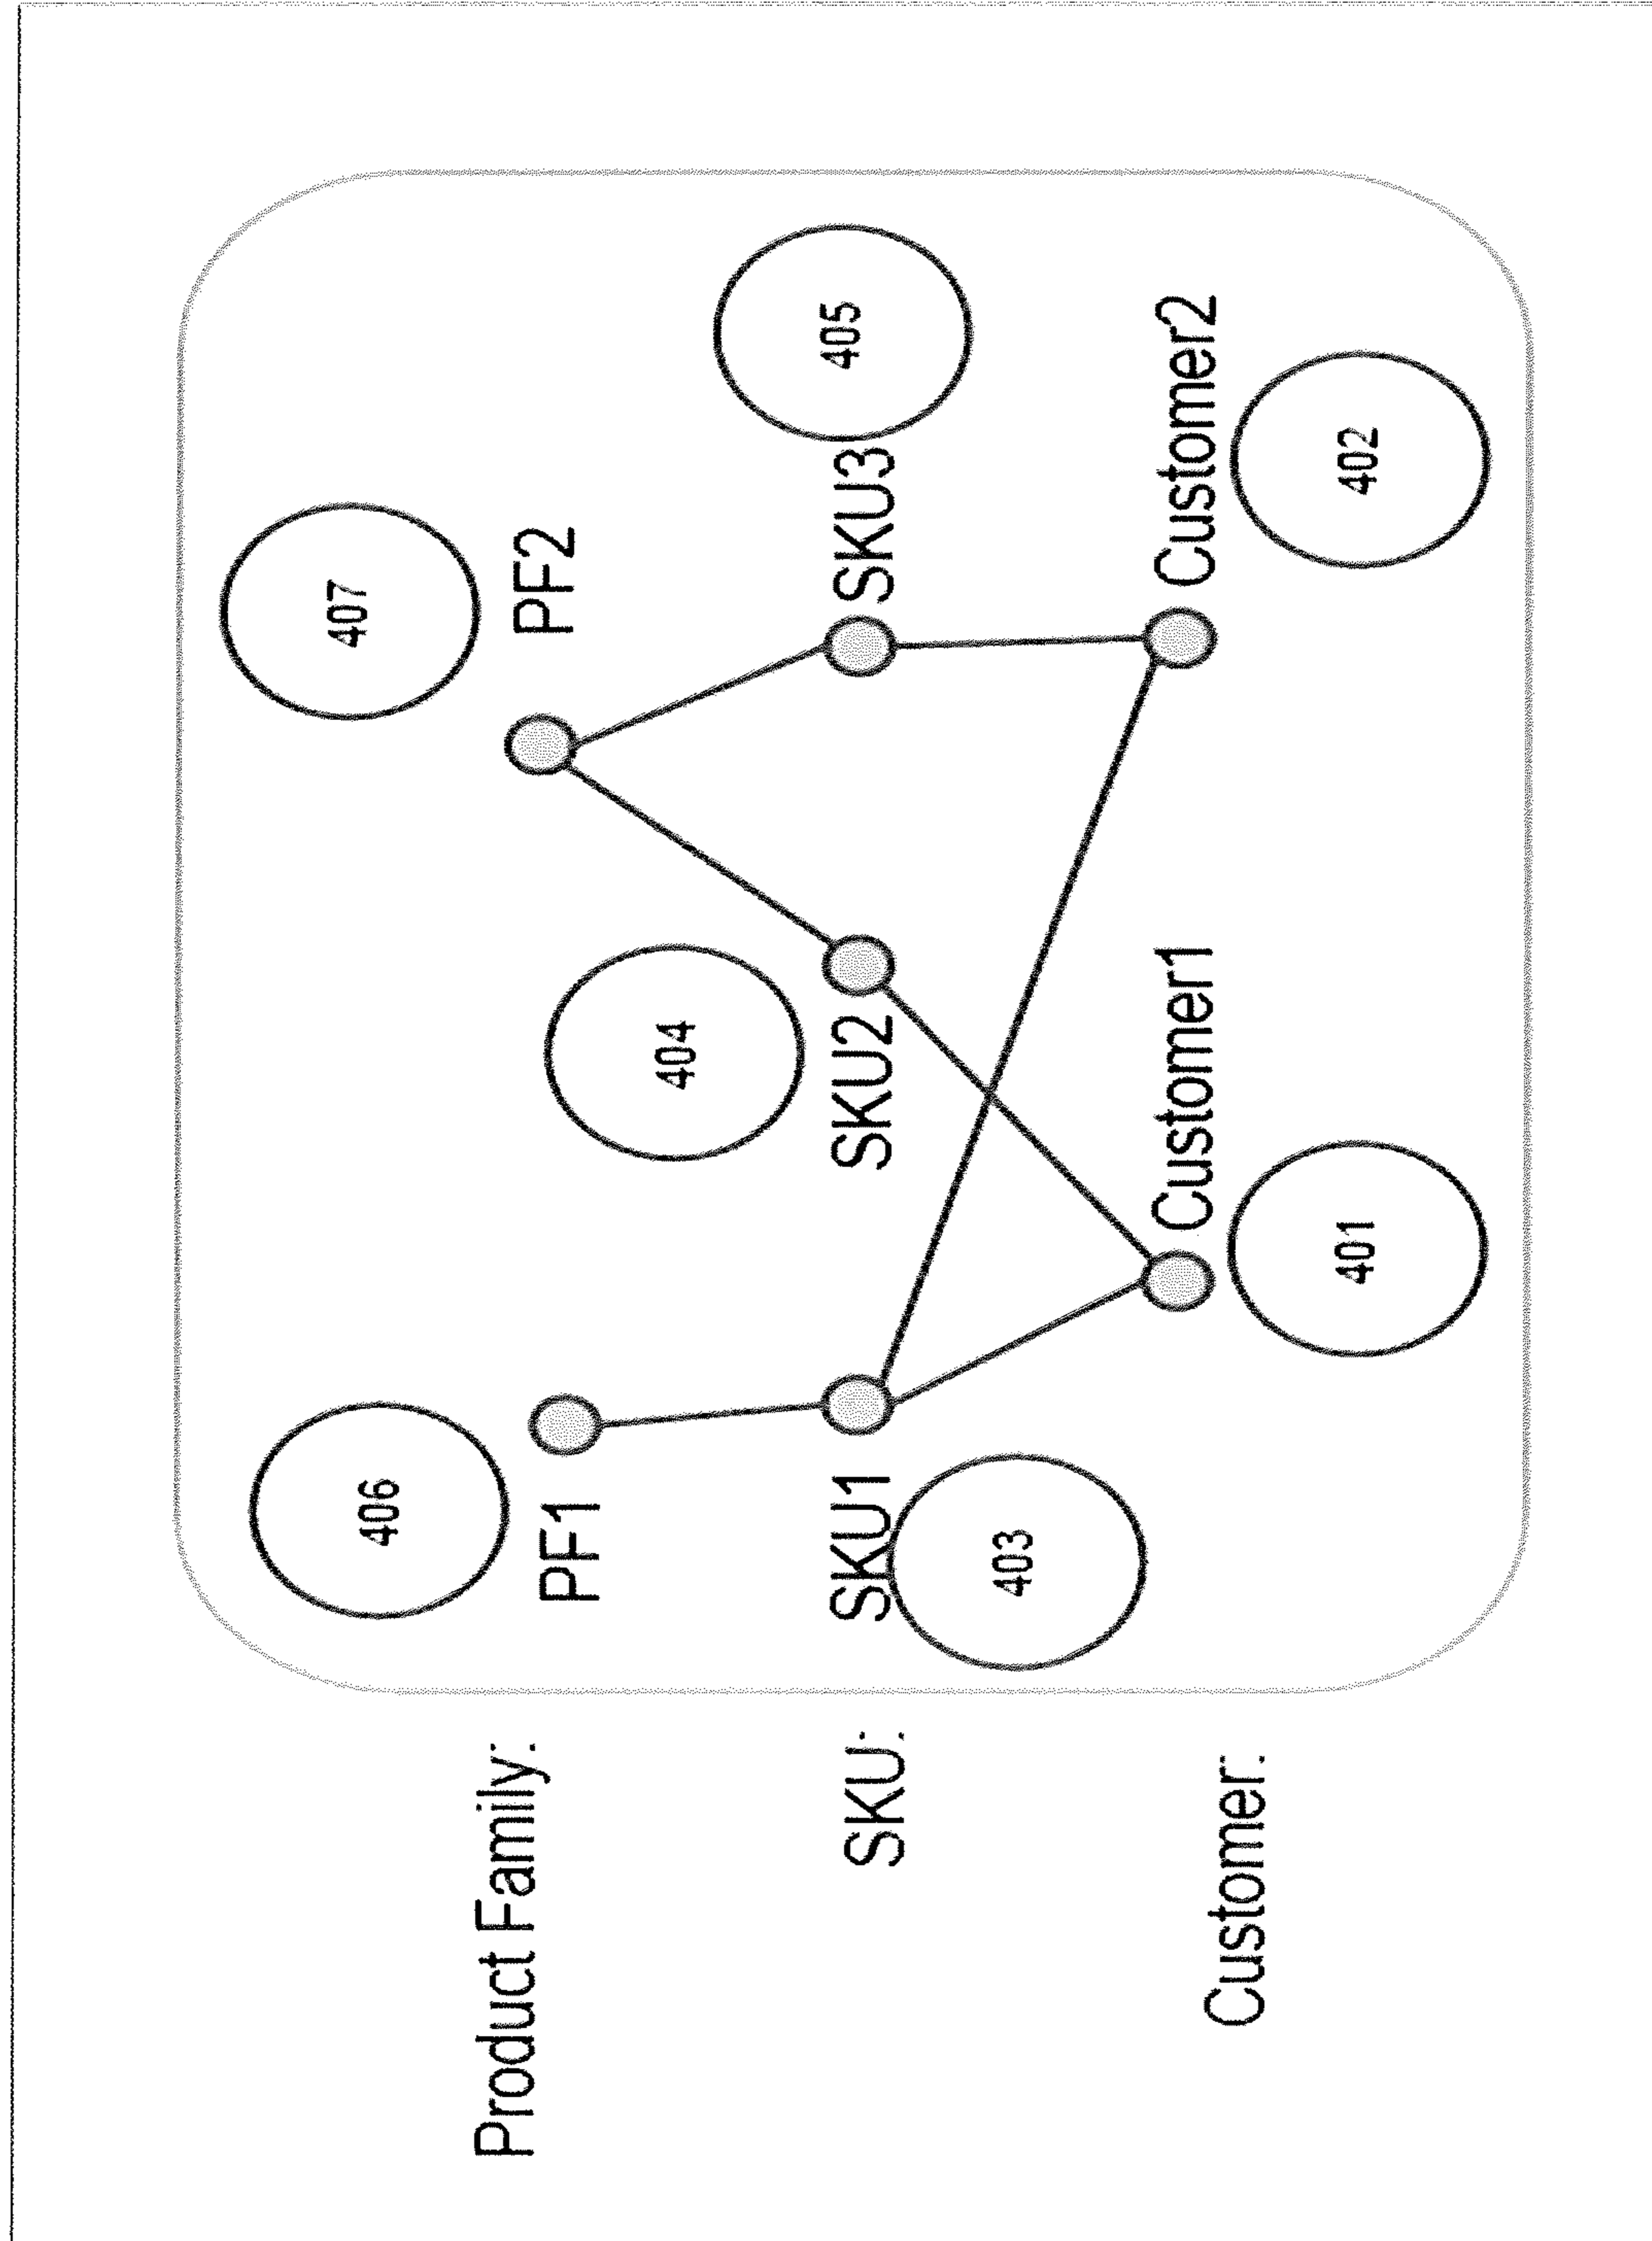 Product Family:
406
PF1
407
PF2
SKU:
SKU1
403
404
SKU2
SKU3
405
Customer:
Customer1
401
Customer2
402